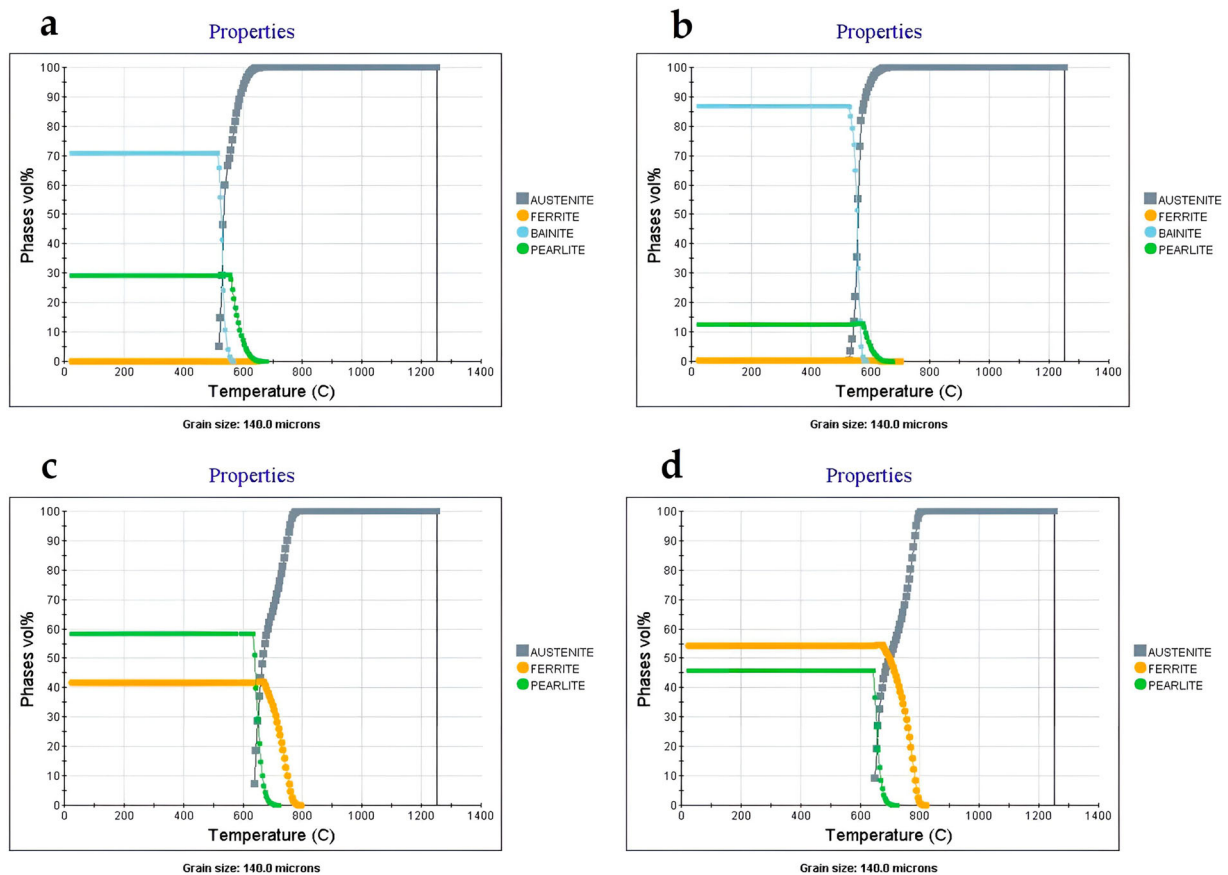 a
Properties
Phases vol%
100
90
80
70
60
50
40
30
20
10
0
0 200 400 600 800 1000 1200 1400
Temperature (C)
Grain size: 140.0 microns
AUSTENITE
FERRITE
BAINITE
PEARLITE
b
Properties
Phases vol%
100
90
80
70
60
50
40
30
20
10
0
0 200 400 600 800 1000 1200 1400
Temperature (C)
Grain size: 140.0 microns
AUSTENITE
FERRITE
BAINITE
PEARLITE
c
Properties
Phases vol%
100
90
80
70
60
50
40
30
20
10
0
0 200 400 600 800 1000 1200 1400
Temperature (C)
Grain size: 140.0 microns
AUSTENITE
FERRITE
PEARLITE
d
Properties
Phases vol%
100
90
80
70
60
50
40
30
20
10
0
0 200 400 600 800 1000 1200 1400
Temperature (C)
Grain size: 140.0 microns
AUSTENITE
FERRITE
PEARLITE